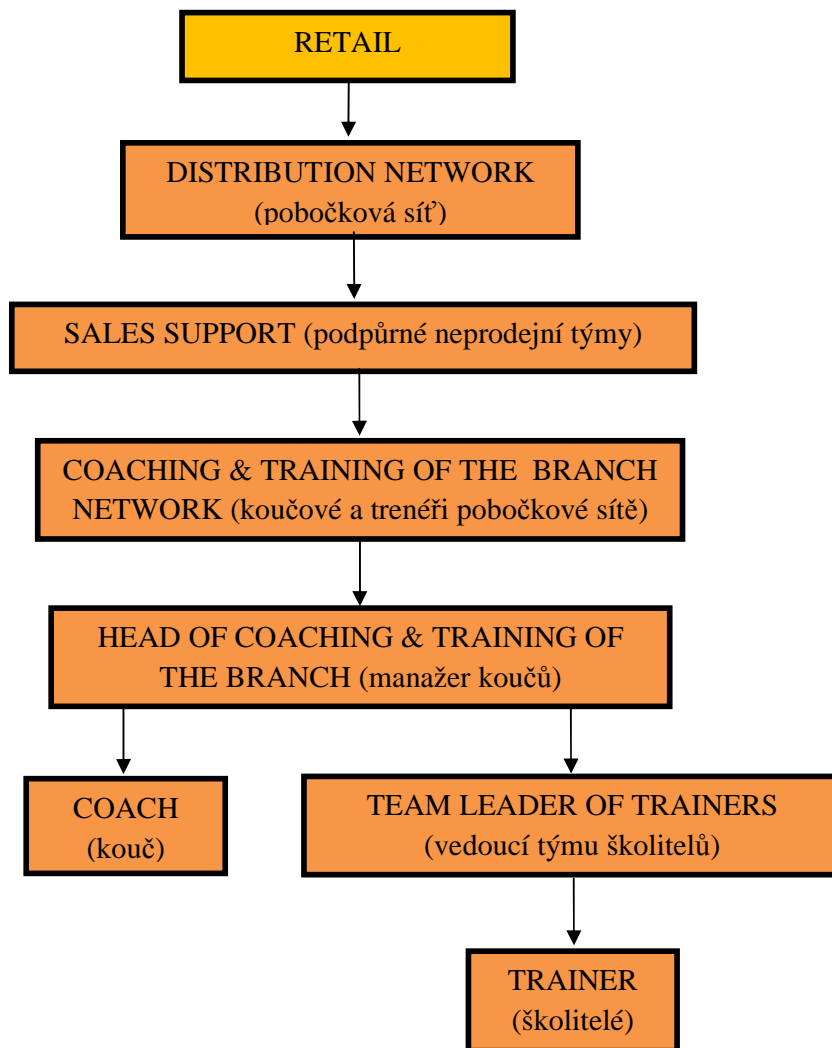 RETAIL
DISTRIBUTION NETWORK
(pobočková síť)
SALES SUPPORT (podpůrné neprodejní týmy)
COACHING & TRAINING OF THE BRANCH
NETWORK (koučové a trenéři pobočkové sítě)
HEAD OF COACHING & TRAINING OF
THE BRANCH (manažer koučů)
COACH
(kouč)
TEAM LEADER OF TRAINERS
(vedoucí týmu školitelů)
TRAINER
(školitelé)